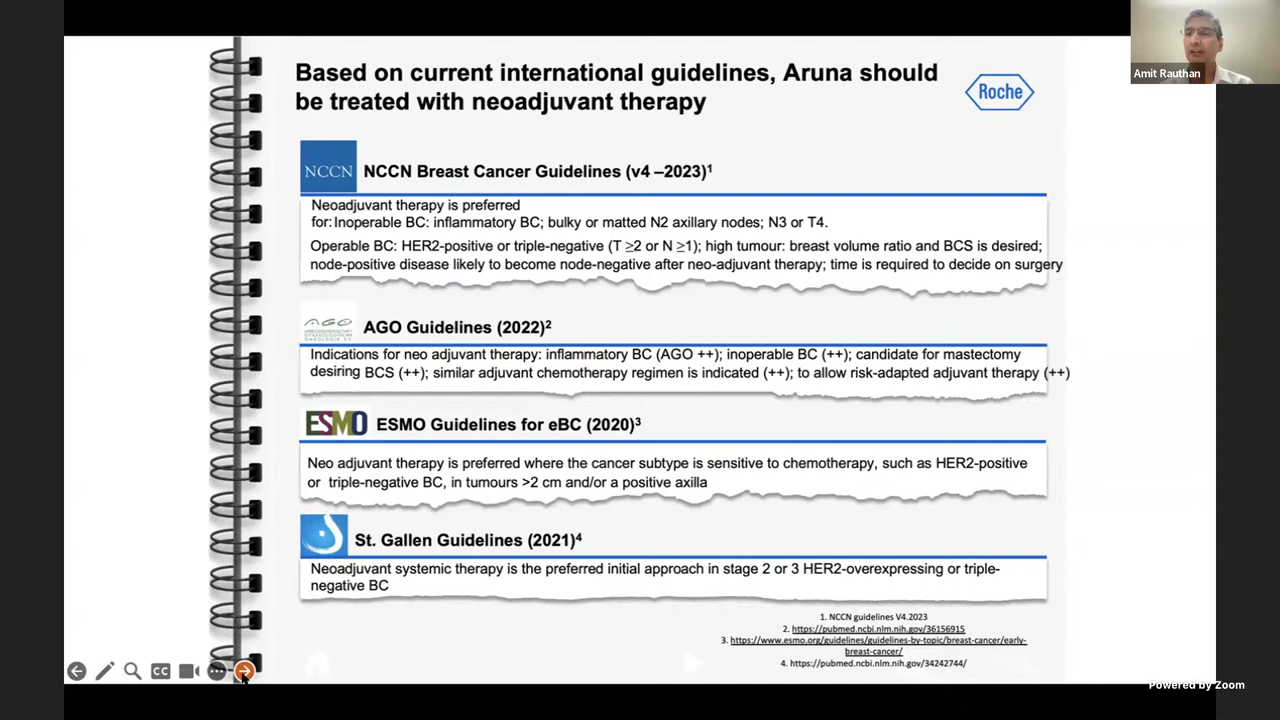 Amit Rauthan
Based on current international guidelines, Aruna should
be treated with neoadjuvant therapy
Roche
NCCN
NCCN Breast Cancer Guidelines (v4 –2023)¹
Neoadjuvant therapy is preferred
for: Inoperable BC: inflammatory BC; bulky or matted N2 axillary nodes; N3 or T4.
Operable BC: HER2-positive or triple-negative (T ≥2 or N ≥1); high tumour: breast volume ratio and BCS is desired;
node-positive disease likely to become node-negative after neo-adjuvant therapy; time is required to decide on surgery
AGO
AGO Guidelines (2022)²
Indications for neo adjuvant therapy: inflammatory BC (AGO ++); inoperable BC (++); candidate for mastectomy
desiring BCS (++); similar adjuvant chemotherapy regimen is indicated (++); to allow risk-adapted adjuvant therapy (++)
ESMO
ESMO Guidelines for eBC (2020)³
Neo adjuvant therapy is preferred where the cancer subtype is sensitive to chemotherapy, such as HER2-positive
or triple-negative BC, in tumours >2 cm and/or a positive axilla
St. Gallen Guidelines (2021)⁴
Neoadjuvant systemic therapy is the preferred initial approach in stage 2 or 3 HER2-overexpressing or triple-
negative BC
1. NCCN guidelines V4.2023
2. https://pubmed.ncbi.nlm.nih.gov/36156915
3. https://www.esmo.org/guidelines/guidelines-by-topic/breast-cancer/early-
breast-cancer/
4. https://pubmed.ncbi.nlm.nih.gov/34242744/
CC
Powered by Zoom